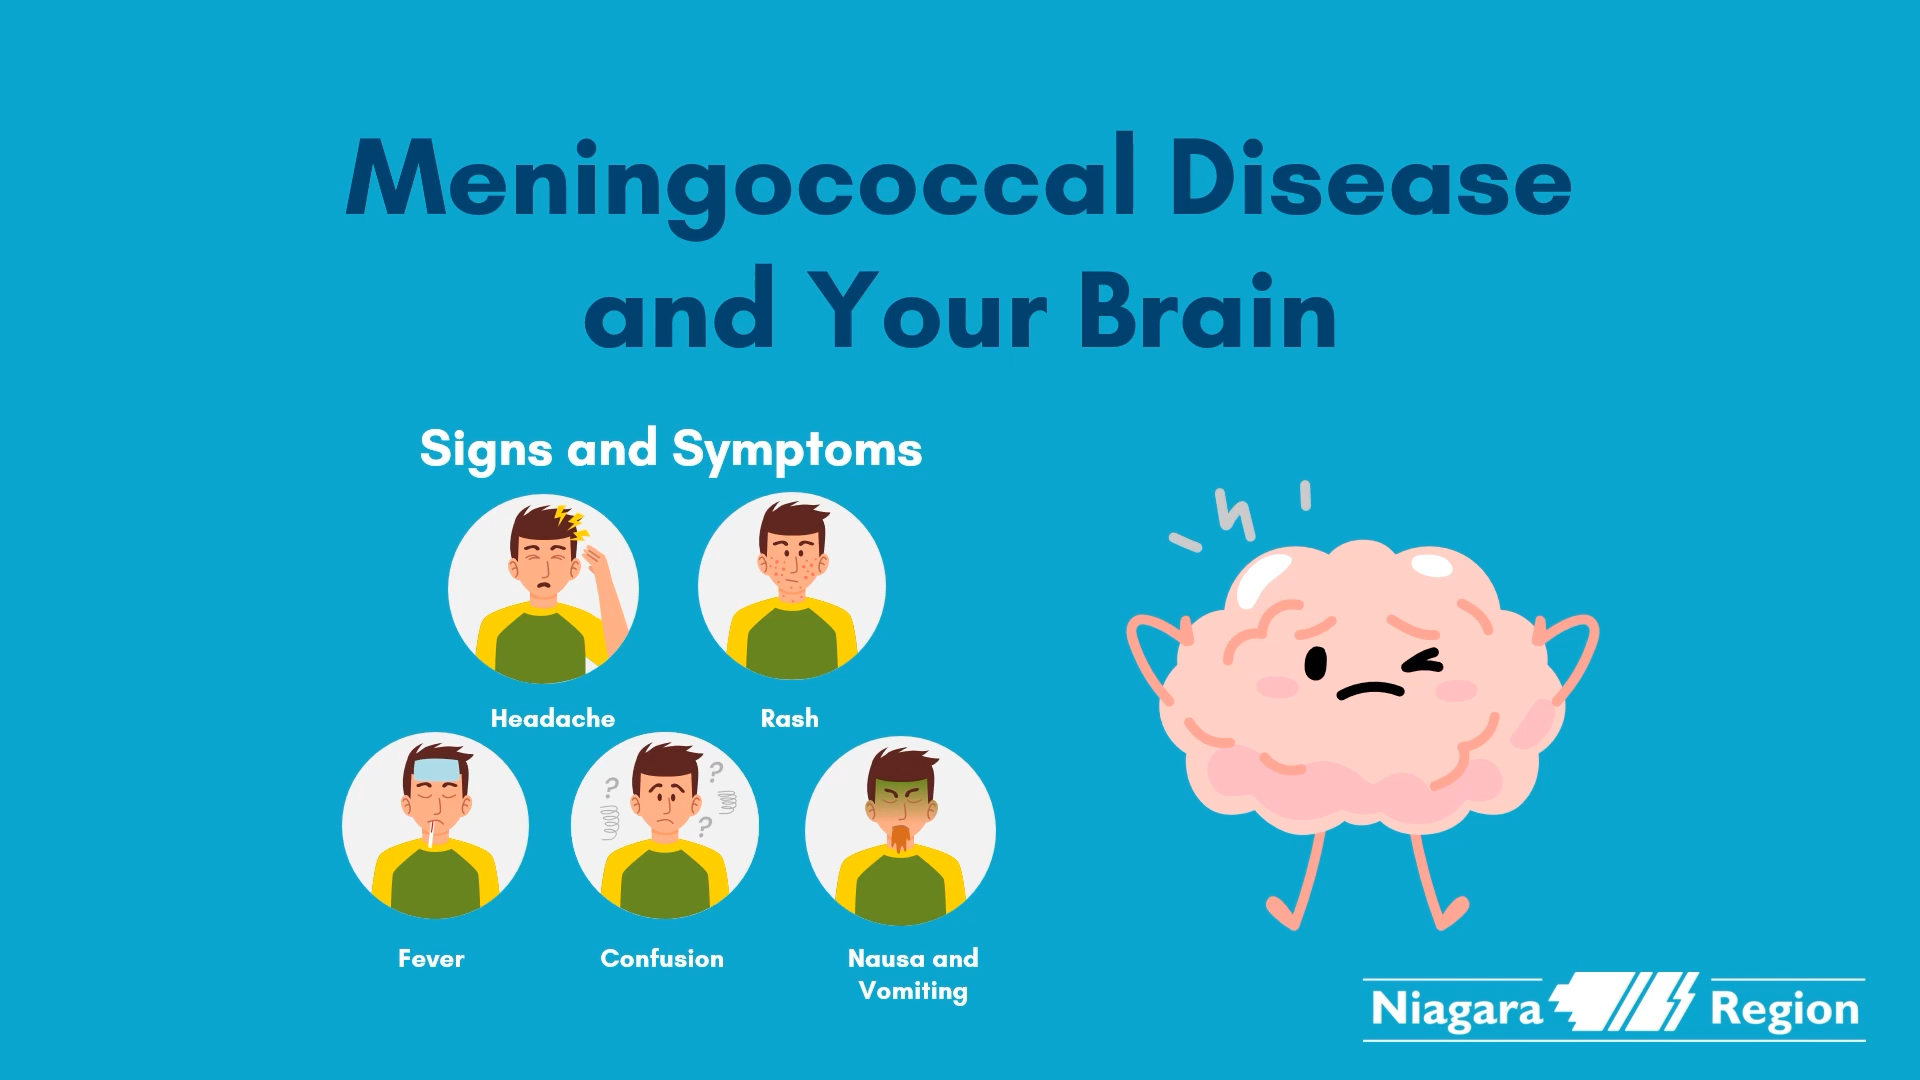 Meningococcal Disease
and Your Brain
Signs and Symptoms
Headache
Rash
Fever
? ? ?
Confusion
Nausa and
Vomiting
Niagara Region